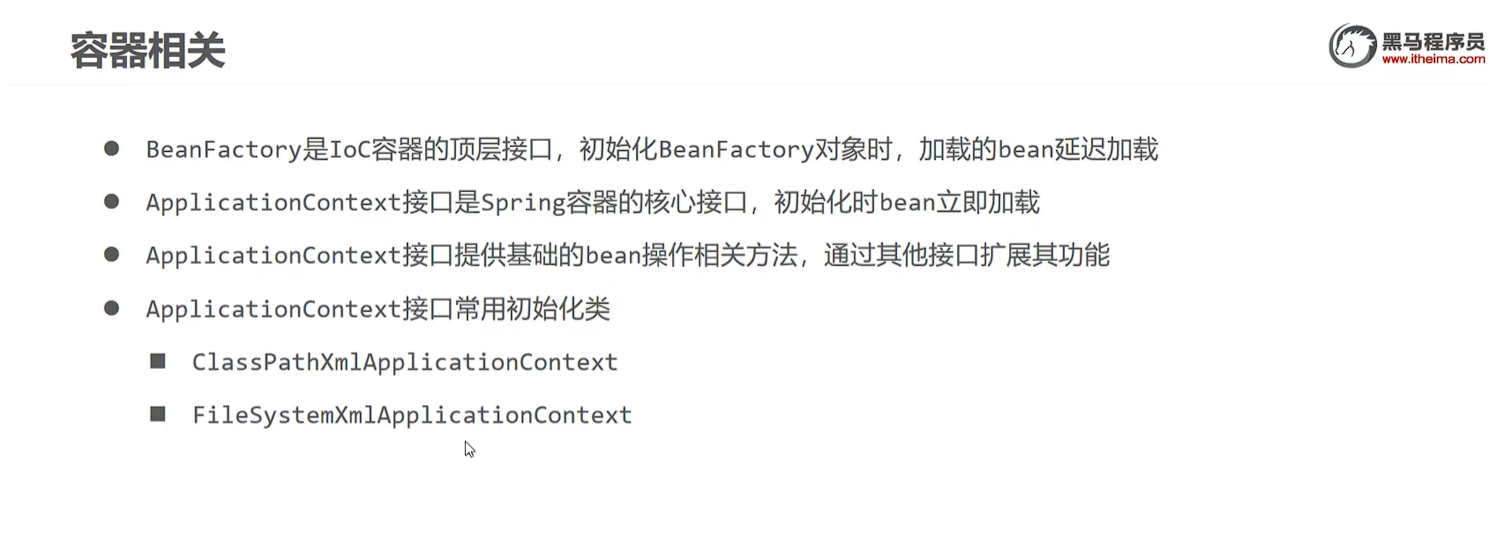 容器相关
黑马程序员
www.itheima.com
BeanFactory是IoC容器的顶层接口，初始化BeanFactory对象时，加载的bean延迟加载
ApplicationContext接口是Spring容器的核心接口，初始化时bean立即加载
ApplicationContext接口提供基础的bean操作相关方法，通过其他接口扩展其功能
ApplicationContext接口常用初始化类
ClassPathXmlApplicationContext
FileSystemXmlApplicationContext